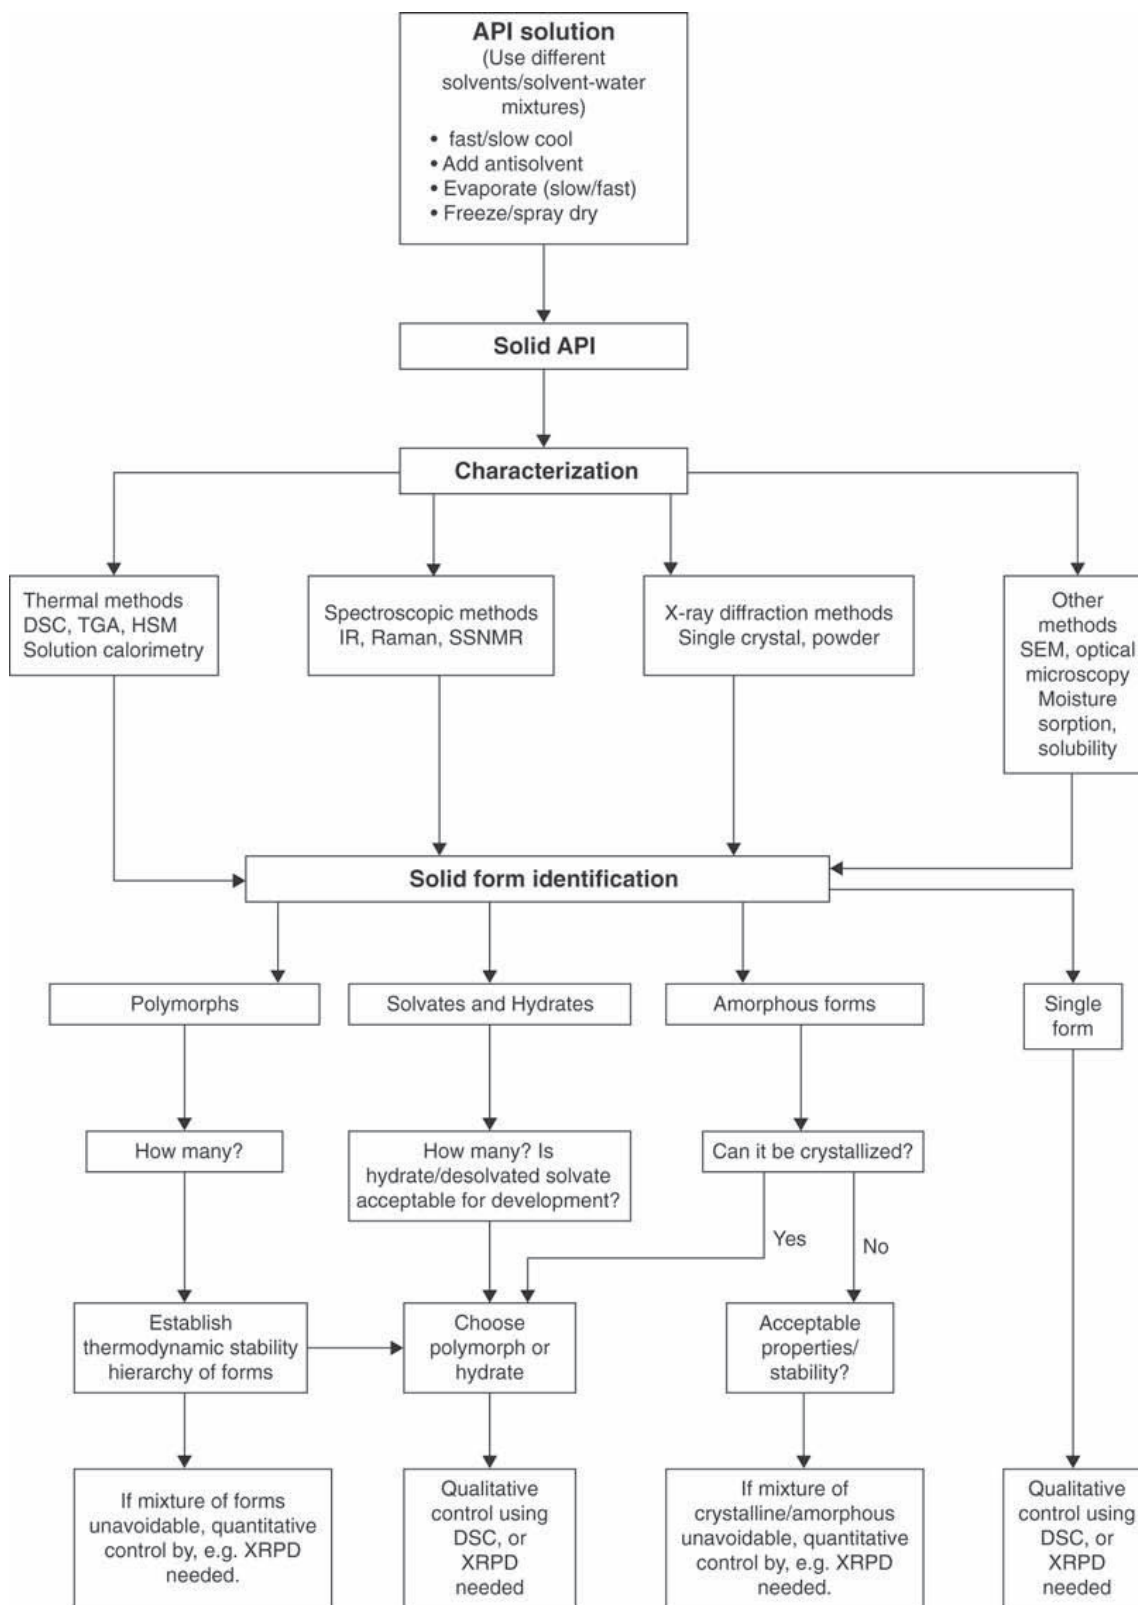 API solution
(Use different
solvents/solvent-water
mixtures)
• fast/slow cool
• Add antisolvent
• Evaporate (slow/fast)
• Freeze/spray dry
Solid API
Characterization
Thermal methods
DSC, TGA, HSM
Solution calorimetry
Spectroscopic methods
IR, Raman, SSNMR
X-ray diffraction methods
Single crystal, powder
Other
methods
SEM, optical
microscopy
Moisture
sorption,
solubility
Solid form identification
Polymorphs
Solvates and Hydrates
Amorphous forms
Single
form
How many?
How many? Is
hydrate/desolvated solvate
acceptable for development?
Can it be crystallized?
Yes
No
Establish
thermodynamic stability
hierarchy of forms
Choose
polymorph or
hydrate
Acceptable
properties/
stability?
If mixture of forms
unavoidable, quantitative
control by, e.g. XRPD
needed.
Qualitative
control using
DSC, or
XRPD
needed
If mixture of
crystalline/amorphous
unavoidable, quantitative
control by, e.g. XRPD
needed.
Qualitative
control using
DSC, or
XRPD
needed